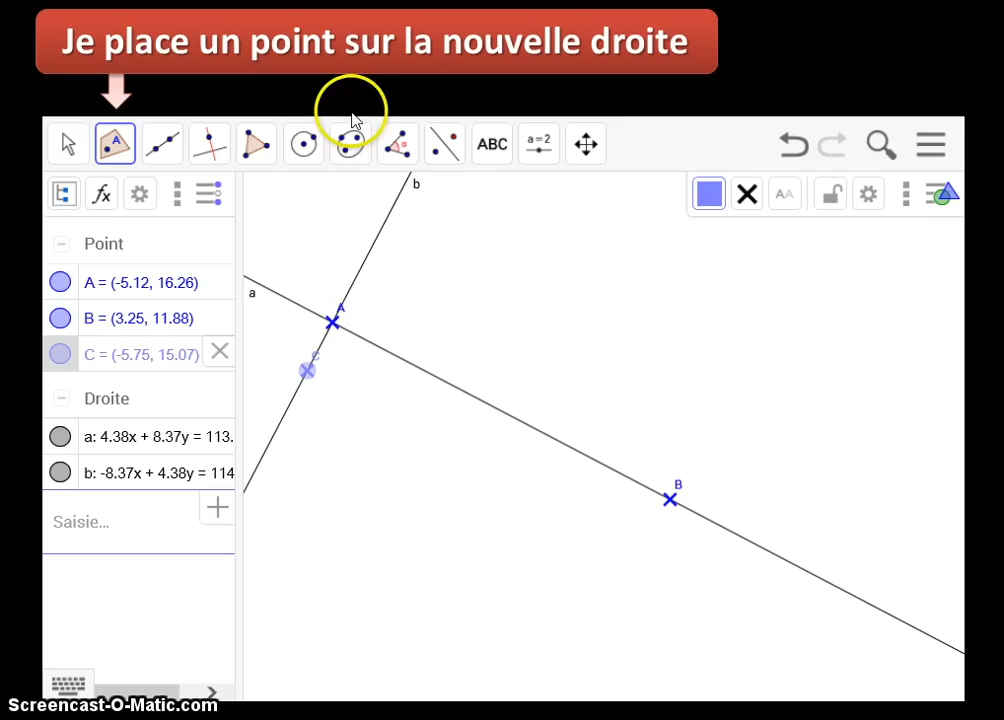 Je place un point sur la nouvelle droite
A
ABC
a=2
fx
AA
Point
A = (-5.12, 16.26)
B = (3.25, 11.88)
C = (-5.75, 15.07)
Droite
a: 4.38x + 8.37y = 113.
b: -8.37x + 4.38y = 114
Saisie...
b
a
A
C
B
Screencast-O-Matic.com